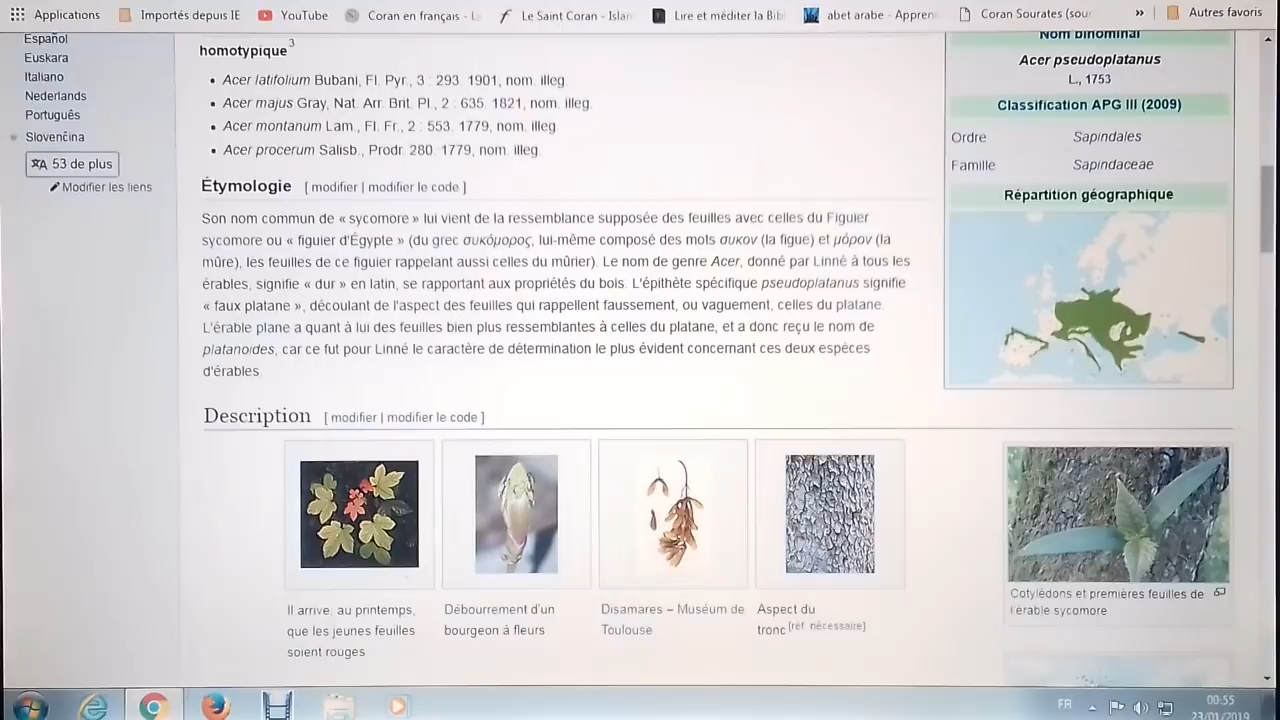 Applications
Importés depuis IE
YouTube
Coran en français - L
Le Saint Coran - Islan
Lire et méditer la Bibl
abet arabe - Appren
Coran Sourates (sour
»
Autres favoris
Español
Euskara
Italiano
Nederlands
Português
Slovenčina
53 de plus
Modifier les liens
homotypique3
Acer latifolium Bubani, Fl. Pyr., 3 : 293. 1901, nom. illeg.
Acer majus Gray, Nat. Arr. Brit. Pl., 2 : 635. 1821, nom. illeg.
Acer montanum Lam., Fl. Fr., 2 : 553. 1779, nom. illeg.
Acer procerum Salisb., Prodr. 280. 1779, nom. illeg.
Étymologie [ modifier | modifier le code ]
Son nom commun de « sycomore » lui vient de la ressemblance supposée des feuilles avec celles du Figuier
sycomore ou « figuier d'Égypte » (du grec συκόμορος, lui-même composé des mots συκον (la figue) et μόρον (la
mûre), les feuilles de ce figuier rappelant aussi celles du mûrier). Le nom de genre Acer, donné par Linné à tous les
érables, signifie « dur » en latin, se rapportant aux propriétés du bois. L'épithète spécifique pseudoplatanus signifie
« faux platane », découlant de l'aspect des feuilles qui rappellent faussement, ou vaguement, celles du platane.
L'érable plane a quant à lui des feuilles bien plus ressemblantes à celles du platane, et a donc reçu le nom de
platanoides, car ce fut pour Linné le caractère de détermination le plus évident concernant ces deux espèces
d'érables.
Nom binominal
Acer pseudoplatanus
L., 1753
Classification APG III (2009)
Ordre Sapindales
Famille Sapindaceae
Répartition géographique
Description [ modifier | modifier le code ]
Il arrive, au printemps,
que les jeunes feuilles
soient rouges
Débourrement d'un
bourgeon à fleurs
Disamares – Muséum de
Toulouse
Aspect du
tronc[réf. nécessaire]
Cotylédons et premières feuilles de
l'érable sycomore
FR
00:55
23/01/2019